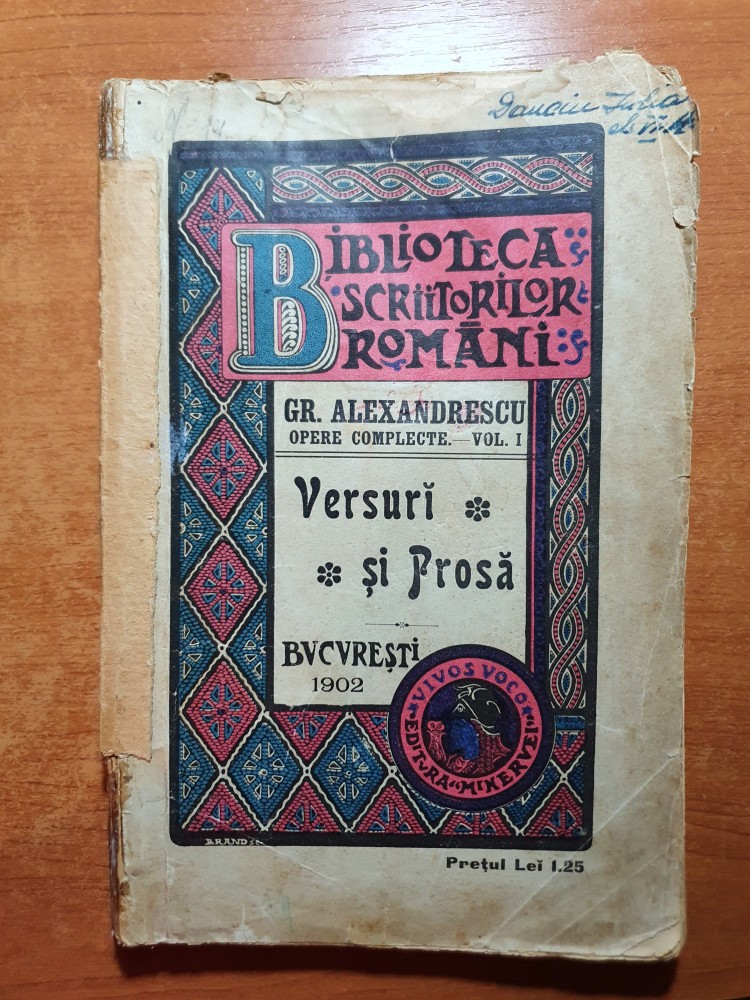 BIBLIOTECA
SCRIITORILOR
ROMÂNI
GR. ALEXANDRESCU
OPERE COMPLECTE.—VOL. I
Versurĭ
și Prosă
BVCVREȘTI
1902
VIVOS VOCO
EDITURA MINERVEI
Prețul Leĭ 1.25